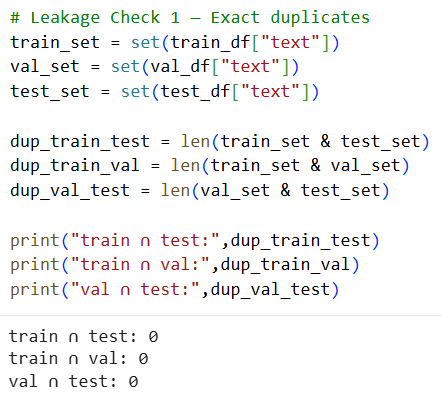 # Leakage Check 1 — Exact duplicates
train_set = set(train_df["text"])
val_set = set(val_df["text"])
test_set = set(test_df["text"])
dup_train_test = len(train_set & test_set)
dup_train_val = len(train_set & val_set)
dup_val_test = len(val_set & test_set)
print("train ∩ test:",dup_train_test)
print("train ∩ val:",dup_train_val)
print("val ∩ test:",dup_val_test)
train ∩ test: 0
train ∩ val: 0
val ∩ test: 0